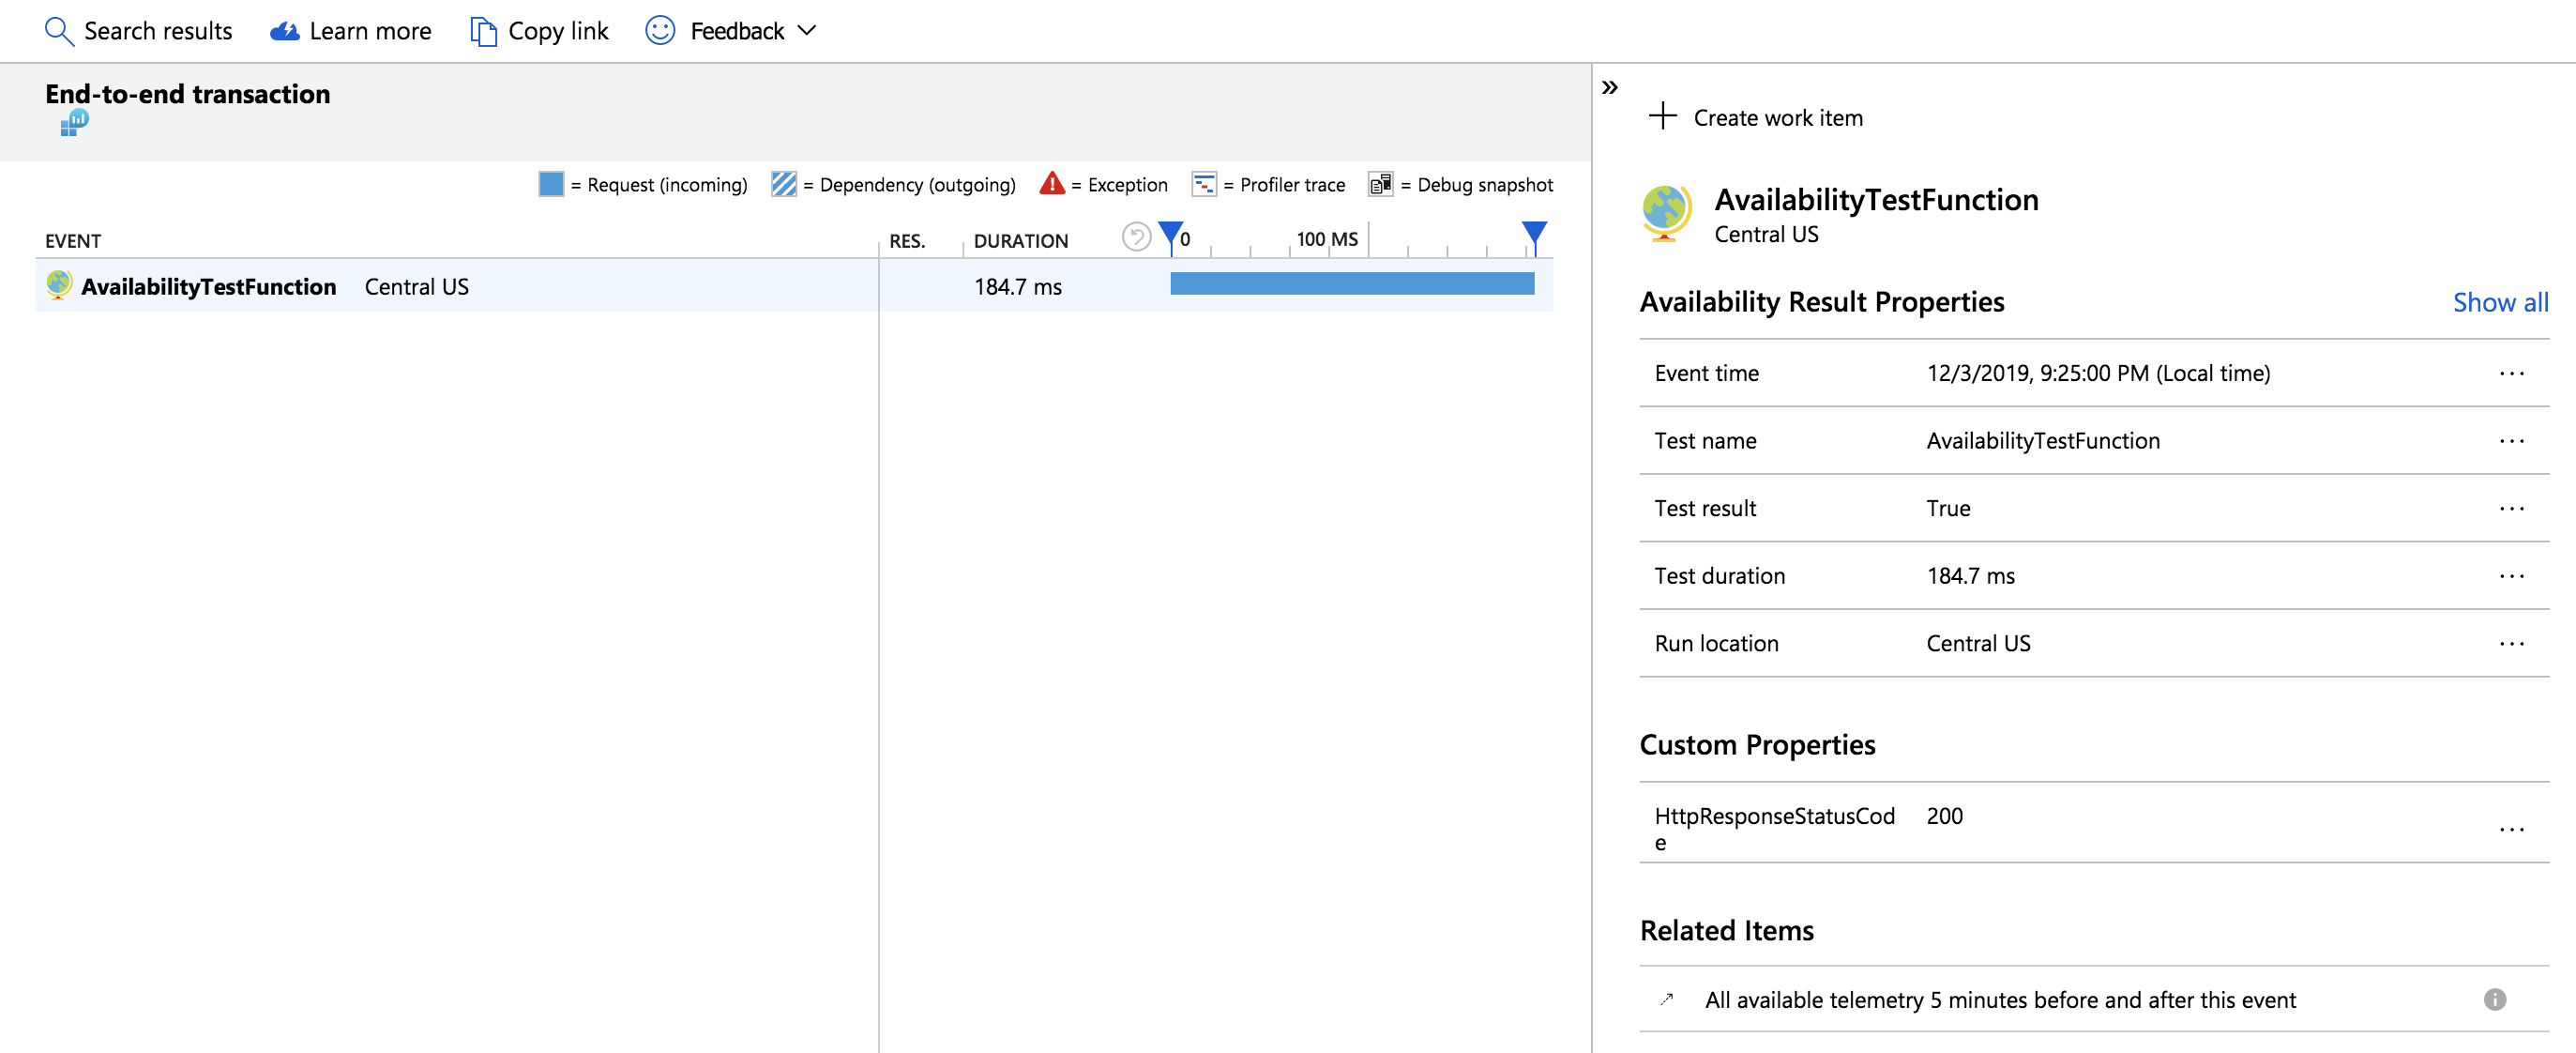 Search results Learn more Copy link Feedback
End-to-end transaction
= Request (incoming) = Dependency (outgoing) = Exception = Profiler trace = Debug snapshot
EVENT RES. DURATION 0 100 MS
AvailabilityTestFunction Central US 184.7 ms
Create work item
AvailabilityTestFunction
Central US
Availability Result Properties Show all
Event time 12/3/2019, 9:25:00 PM (Local time) ...
Test name AvailabilityTestFunction ...
Test result True ...
Test duration 184.7 ms ...
Run location Central US ...
Custom Properties
HttpResponseStatusCod 200 ...
e
Related Items
All available telemetry 5 minutes before and after this event